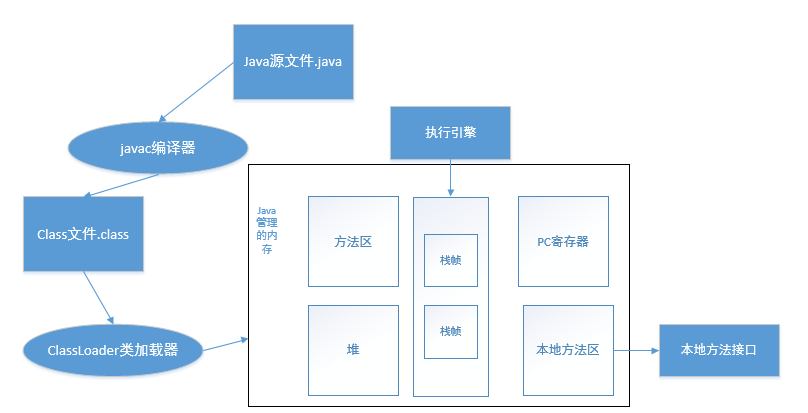 Java源文件.java
javac编译器
执行引擎
Class文件.class
Java
管理
的内
存
方法区
栈帧
PC寄存器
ClassLoader类加载器
堆
栈帧
本地方法区
本地方法接口